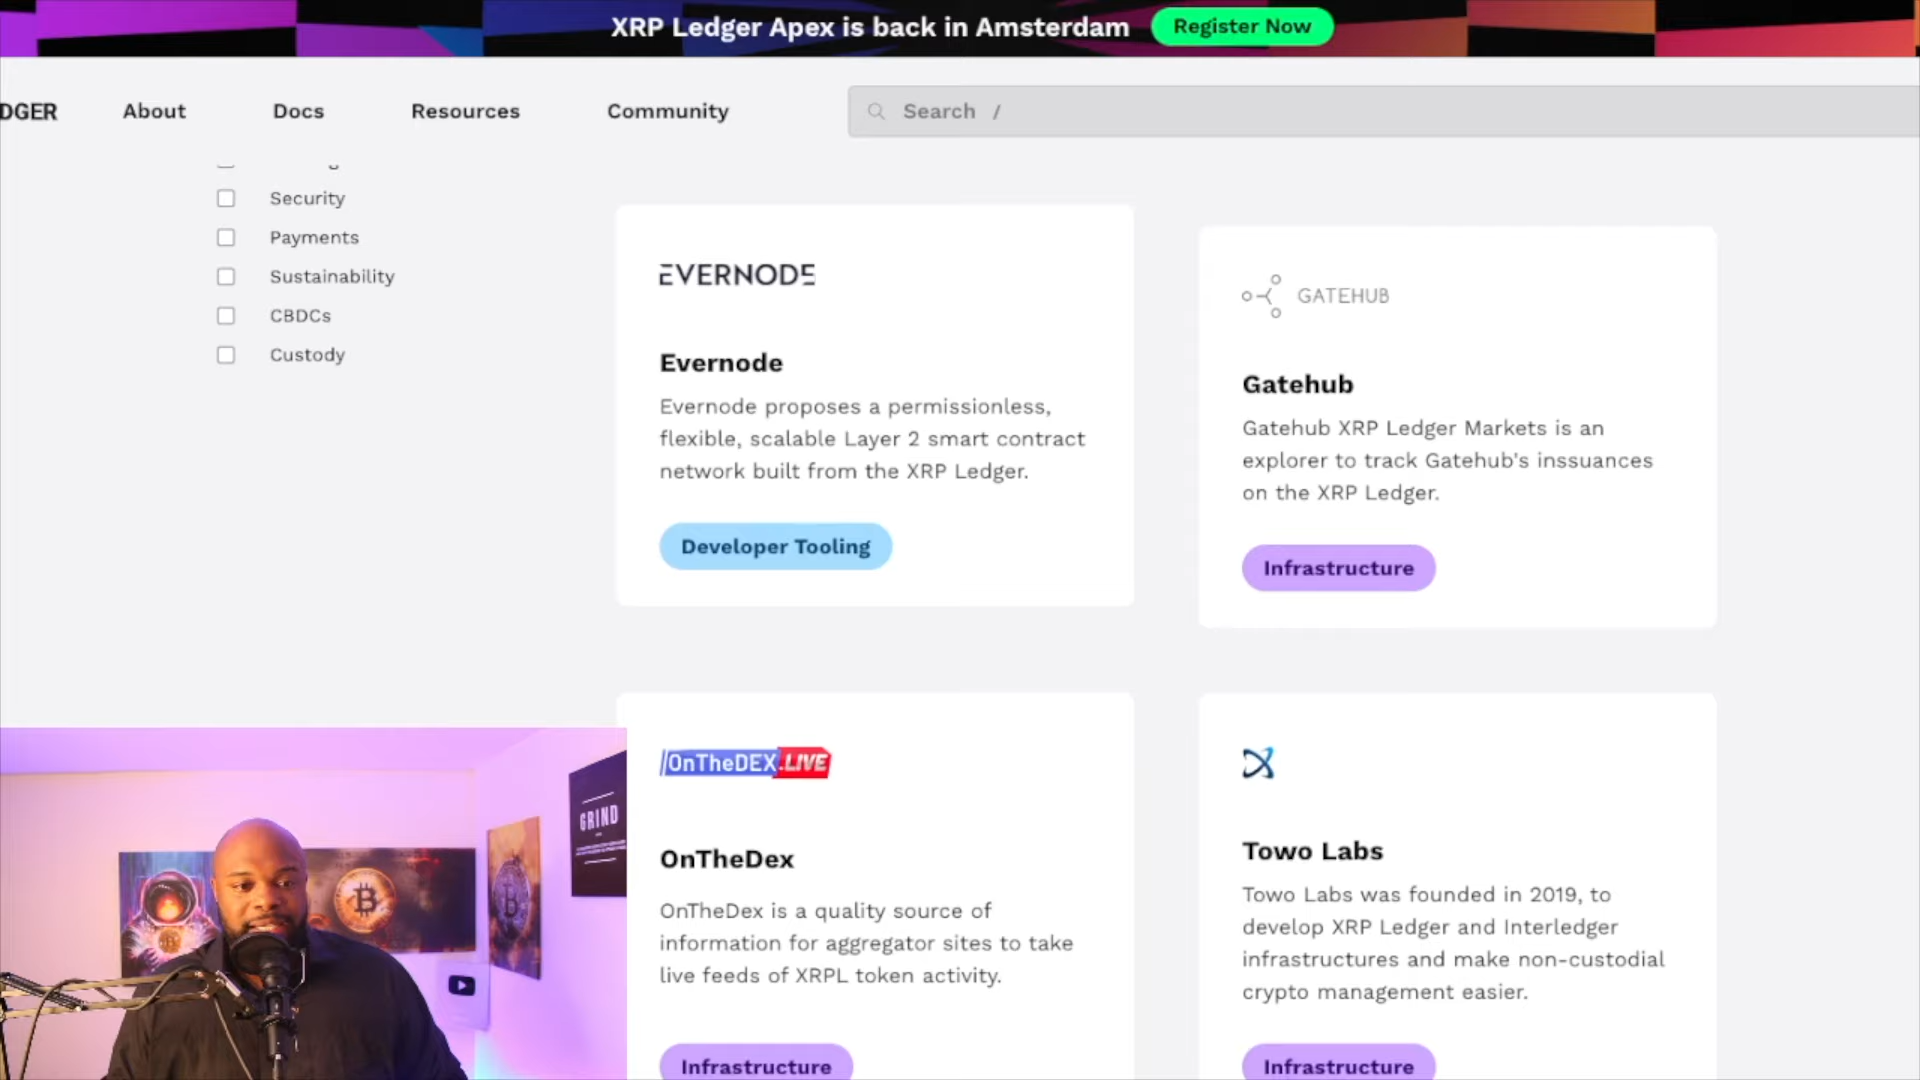 XRP Ledger Apex is back in Amsterdam
Register Now
DGER
About
Docs
Resources
Community
Search /
Security
Payments
Sustainability
CBDCs
Custody
EVERNODE
Evernode
Evernode proposes a permissionless,
flexible, scalable Layer 2 smart contract
network built from the XRP Ledger.
Developer Tooling
GATEHUB
Gatehub
Gatehub XRP Ledger Markets is an
explorer to track Gatehub's inssuances
on the XRP Ledger.
Infrastructure
OnTheDEX.LIVE
OnTheDex
OnTheDex is a quality source of
information for aggregator sites to take
live feeds of XRPL token activity.
Infrastructure
Towo Labs
Towo Labs was founded in 2019, to
develop XRP Ledger and Interledger
infrastructures and make non-custodial
crypto management easier.
Infrastructure
GRIND